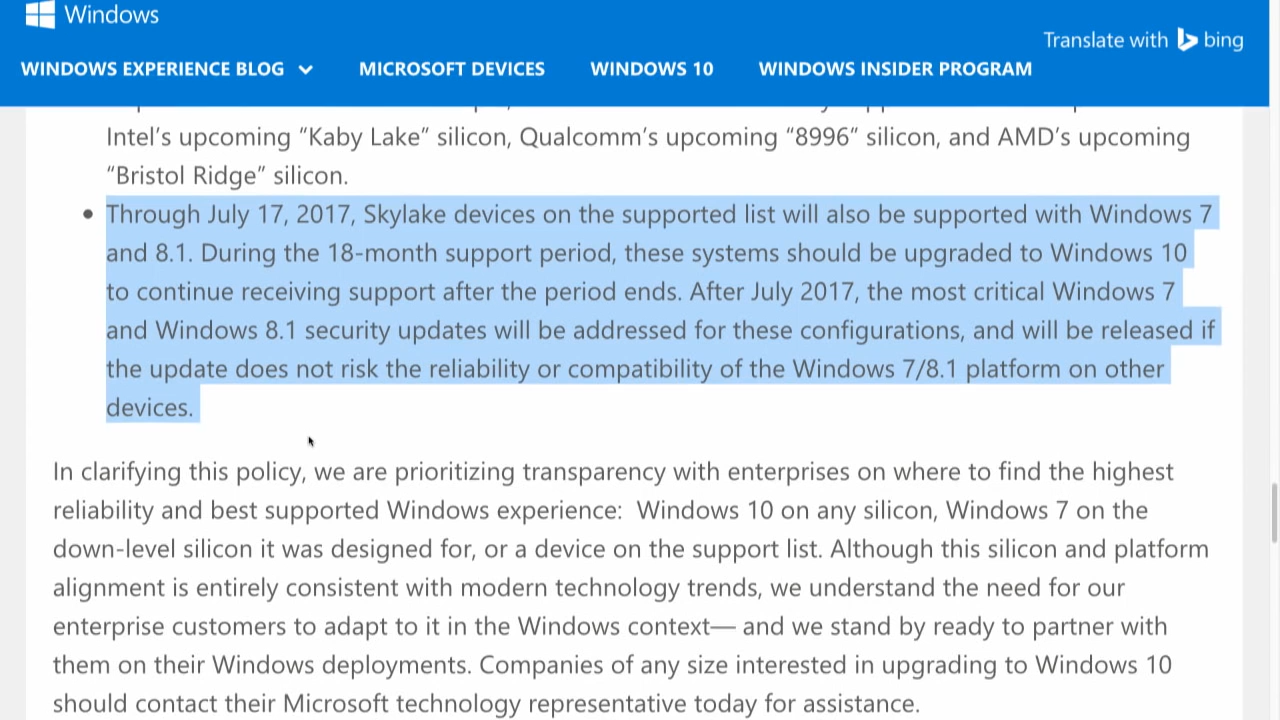 Windows
Translate with bing
WINDOWS EXPERIENCE BLOG MICROSOFT DEVICES WINDOWS 10 WINDOWS INSIDER PROGRAM
Intel’s upcoming “Kaby Lake” silicon, Qualcomm’s upcoming “8996” silicon, and AMD’s upcoming
“Bristol Ridge” silicon.
• Through July 17, 2017, Skylake devices on the supported list will also be supported with Windows 7
and 8.1. During the 18-month support period, these systems should be upgraded to Windows 10
to continue receiving support after the period ends. After July 2017, the most critical Windows 7
and Windows 8.1 security updates will be addressed for these configurations, and will be released if
the update does not risk the reliability or compatibility of the Windows 7/8.1 platform on other
devices.
In clarifying this policy, we are prioritizing transparency with enterprises on where to find the highest
reliability and best supported Windows experience:  Windows 10 on any silicon, Windows 7 on the
down-level silicon it was designed for, or a device on the support list. Although this silicon and platform
alignment is entirely consistent with modern technology trends, we understand the need for our
enterprise customers to adapt to it in the Windows context— and we stand by ready to partner with
them on their Windows deployments. Companies of any size interested in upgrading to Windows 10
should contact their Microsoft technology representative today for assistance.